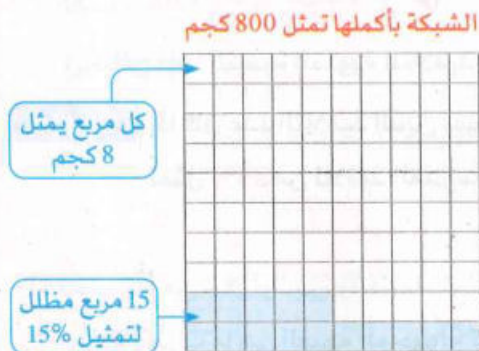 الشبكة بأكملها تمثل 800 كجم
كل مربع يمثل
8 كجم
15 مربع مظلل
لتمثيل 15%